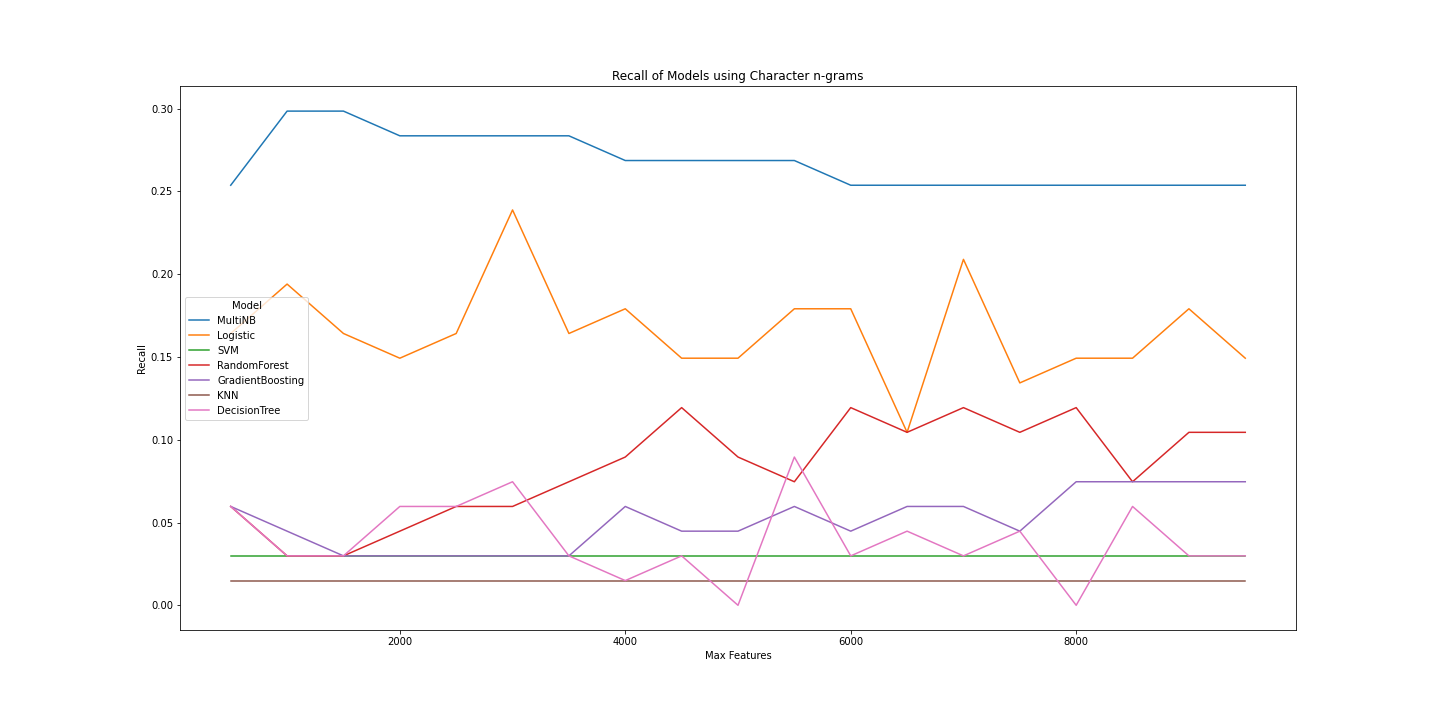 Recall of Models using Character n-grams
0.30
0.25
0.20
0.15
0.10
0.05
0.00
Recall
Model
MultiNB
Logistic
SVM
RandomForest
GradientBoosting
KNN
DecisionTree
2000 4000 6000 8000
Max Features